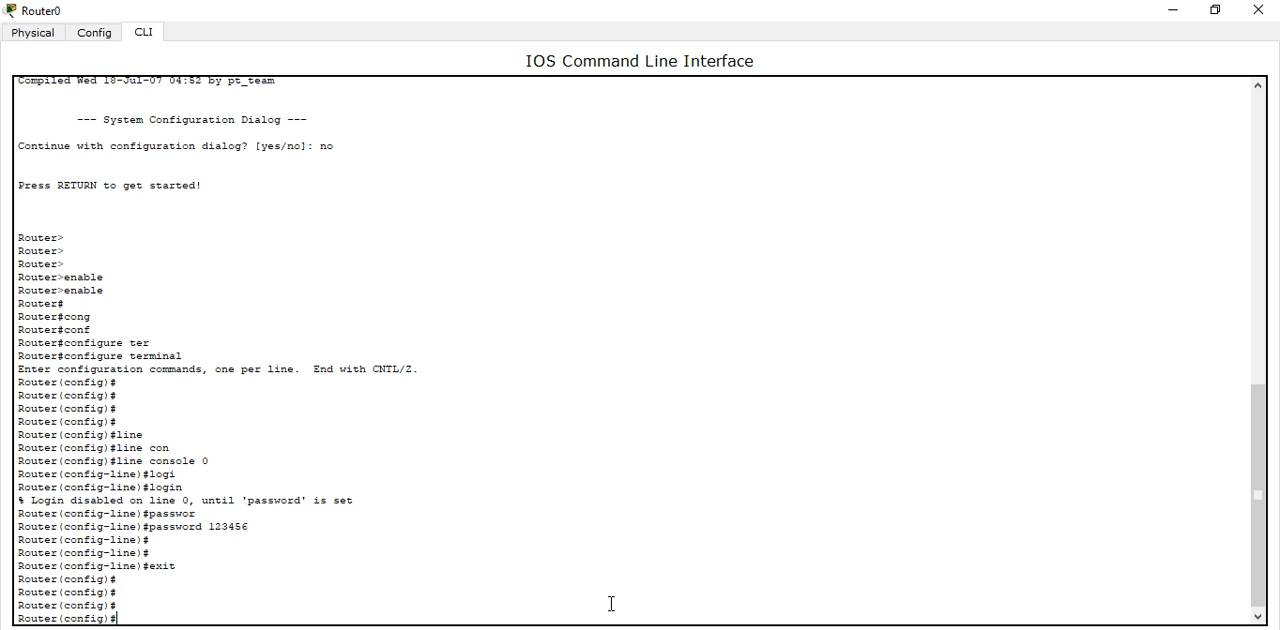 Router0
Physical Config CLI
IOS Command Line Interface
Compiled Wed 18-Jul-07 04:52 by pt_team
--- System Configuration Dialog ---
Continue with configuration dialog? [yes/no]: no
Press RETURN to get started!
Router>
Router>
Router>
Router>enable
Router>enable
Router#
Router#cong
Router#conf
Router#configure ter
Router#configure terminal
Enter configuration commands, one per line.  End with CNTL/Z.
Router(config)#
Router(config)#
Router(config)#
Router(config)#
Router(config)#line
Router(config)#line con
Router(config)#line console 0
Router(config-line)#logi
Router(config-line)#login
% Login disabled on line 0, until 'password' is set
Router(config-line)#passwor
Router(config-line)#password 123456
Router(config-line)#
Router(config-line)#
Router(config-line)#exit
Router(config)#
Router(config)#
Router(config)#
Router(config)#